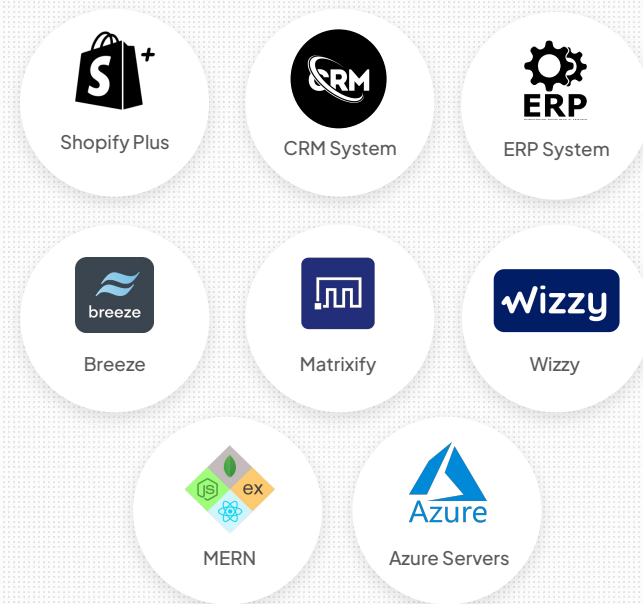 S
+
Shopify Plus
CRM
CRM System
ERP
ERP System
breeze
Breeze
Matrixify
wizzy
Wizzy
JS
ex
MERN
Azure
Azure Servers